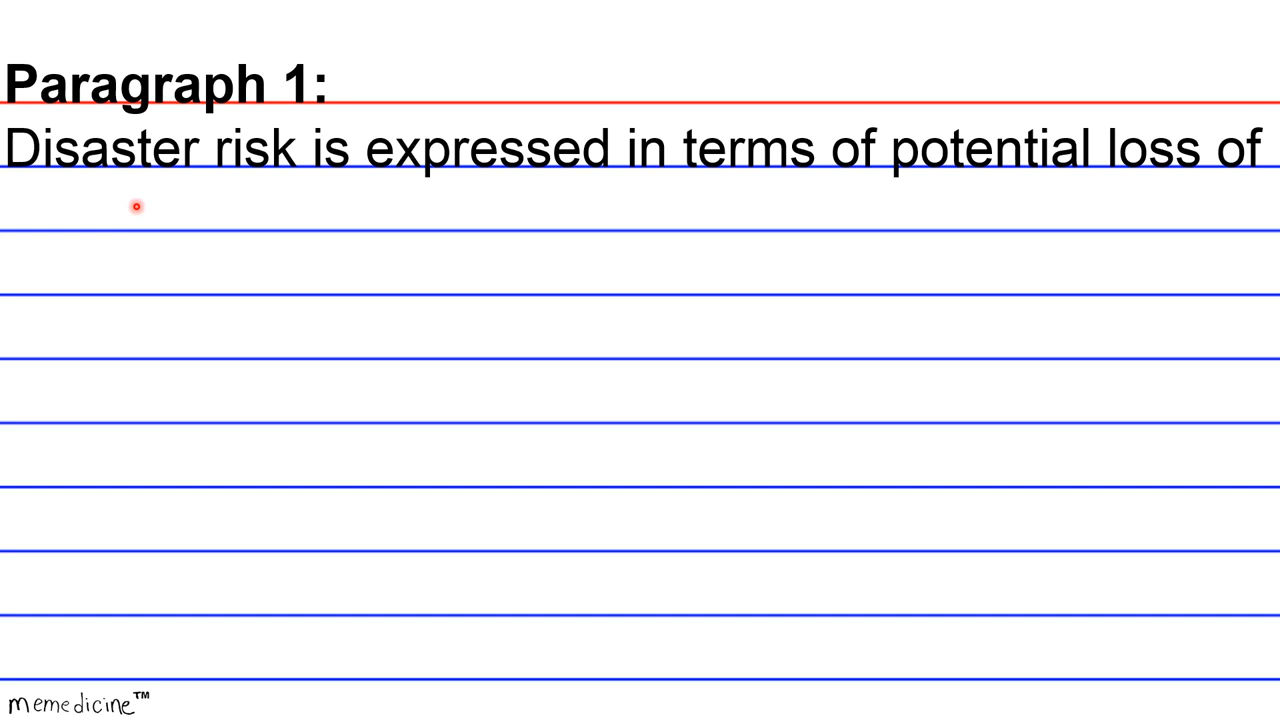 Paragraph 1:
Disaster risk is expressed in terms of potential loss of
memedicine™